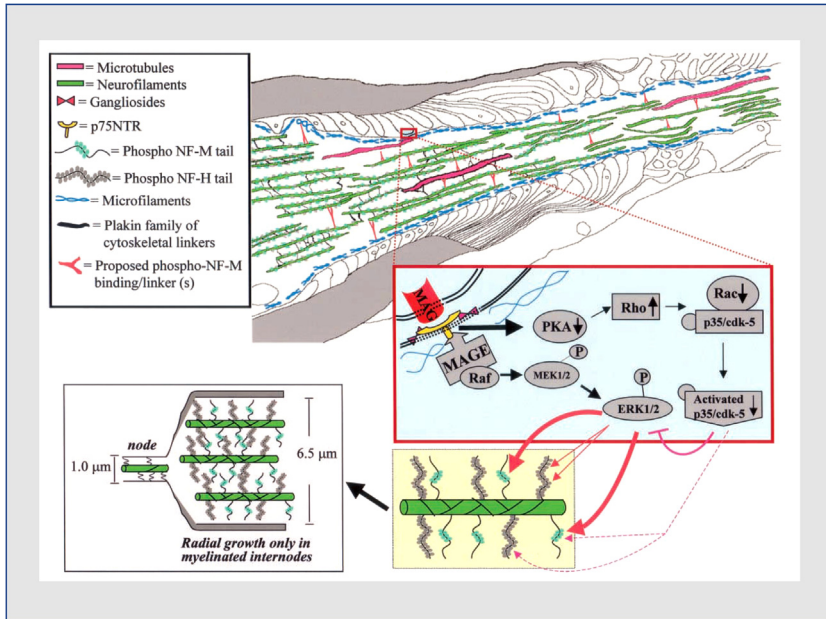 = Microtubules
= Neurofilaments
= Gangliosides
= p75NTR
= Phospho NF-M tail
= Phospho NF-H tail
= Microfilaments
= Plakin family of
cytoskeletal linkers
= Proposed phospho-NF-M
binding/linker (s)
MAG
MAGE
Raf
PKA
Rho
Rac
p35/cdk-5
P
MEK1/2
P
ERK1/2
Activated
p35/cdk-5
node
1.0 µm
6.5 µm
Radial growth only in
myelinated internodes